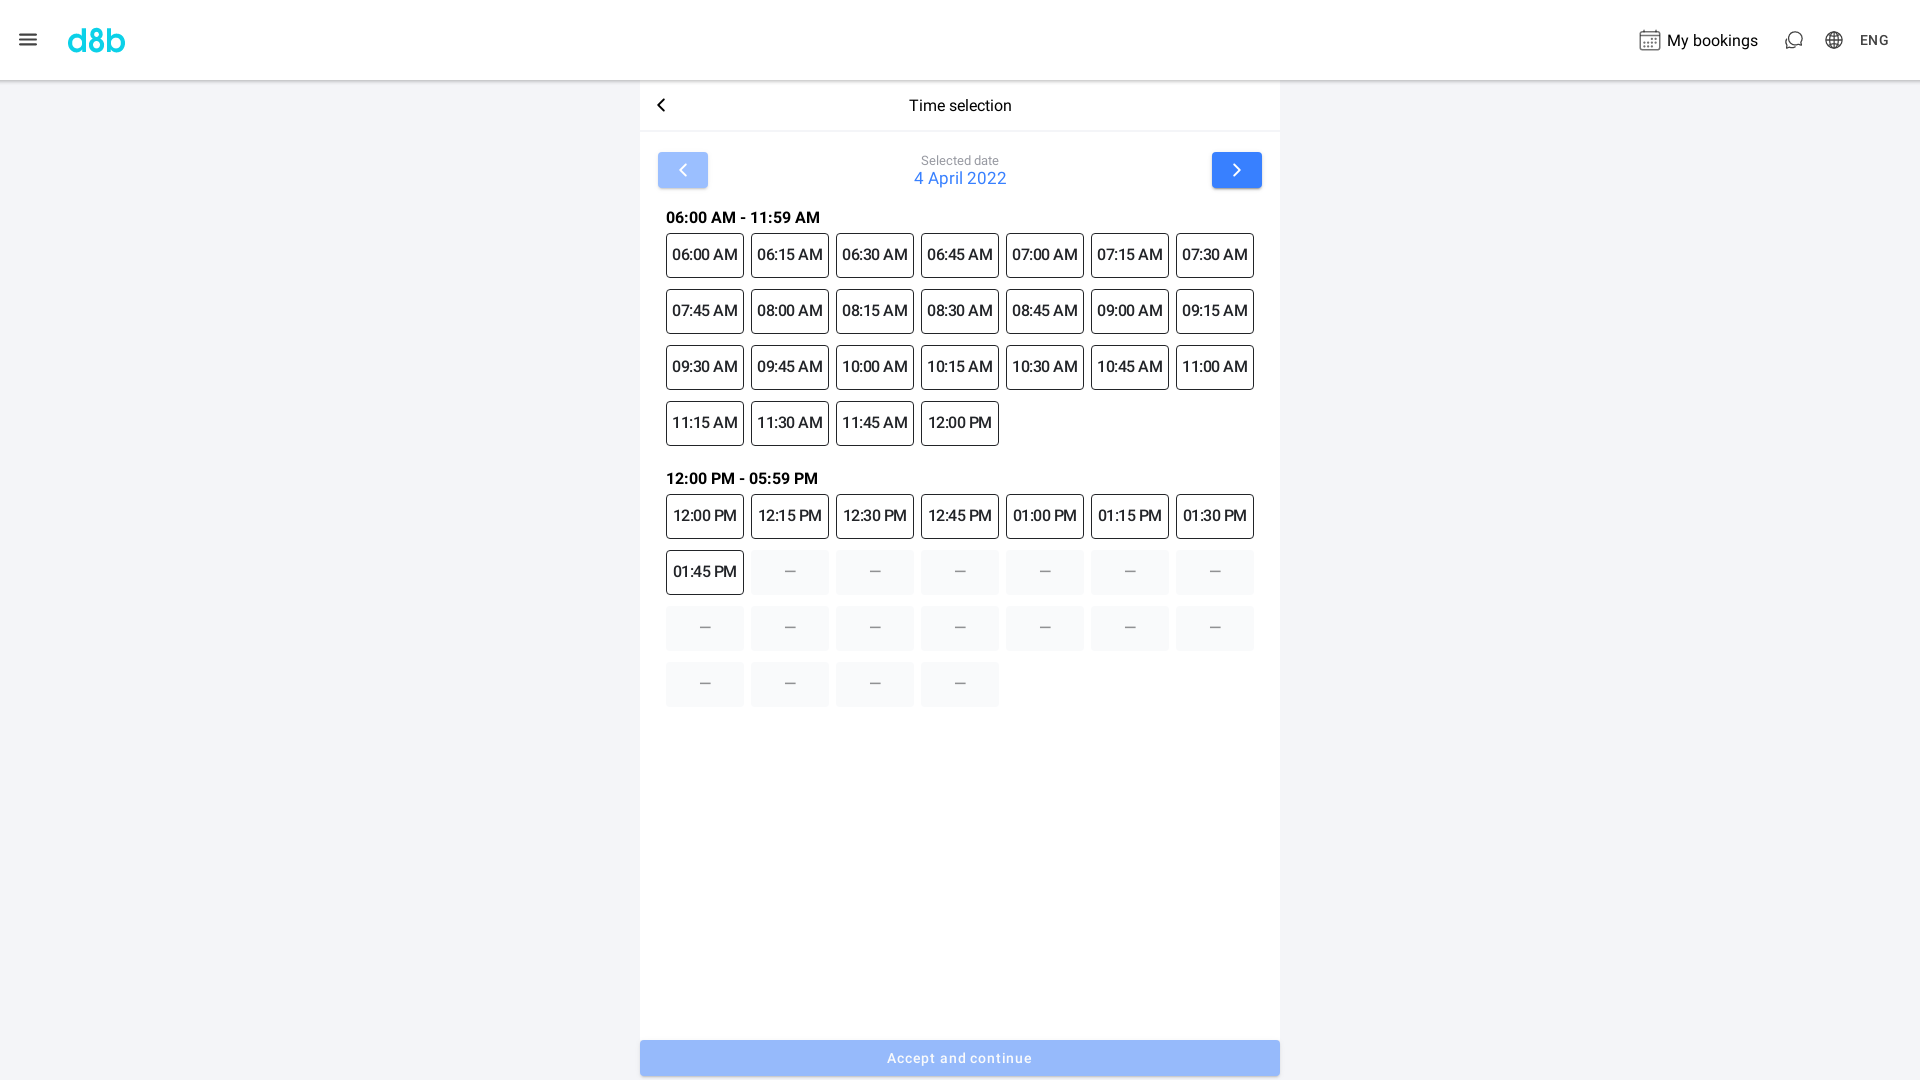 d8b
My bookings
ENG
Time selection
Selected date
4 April 2022
06:00 AM - 11:59 AM
06:00 AM 06:15 AM 06:30 AM 06:45 AM 07:00 AM 07:15 AM 07:30 AM
07:45 AM 08:00 AM 08:15 AM 08:30 AM 08:45 AM 09:00 AM 09:15 AM
09:30 AM 09:45 AM 10:00 AM 10:15 AM 10:30 AM 10:45 AM 11:00 AM
11:15 AM 11:30 AM 11:45 AM 12:00 PM
12:00 PM - 05:59 PM
12:00 PM 12:15 PM 12:30 PM 12:45 PM 01:00 PM 01:15 PM 01:30 PM
01:45 PM — — — — — —
— — — — — — —
— — — —
Accept and continue